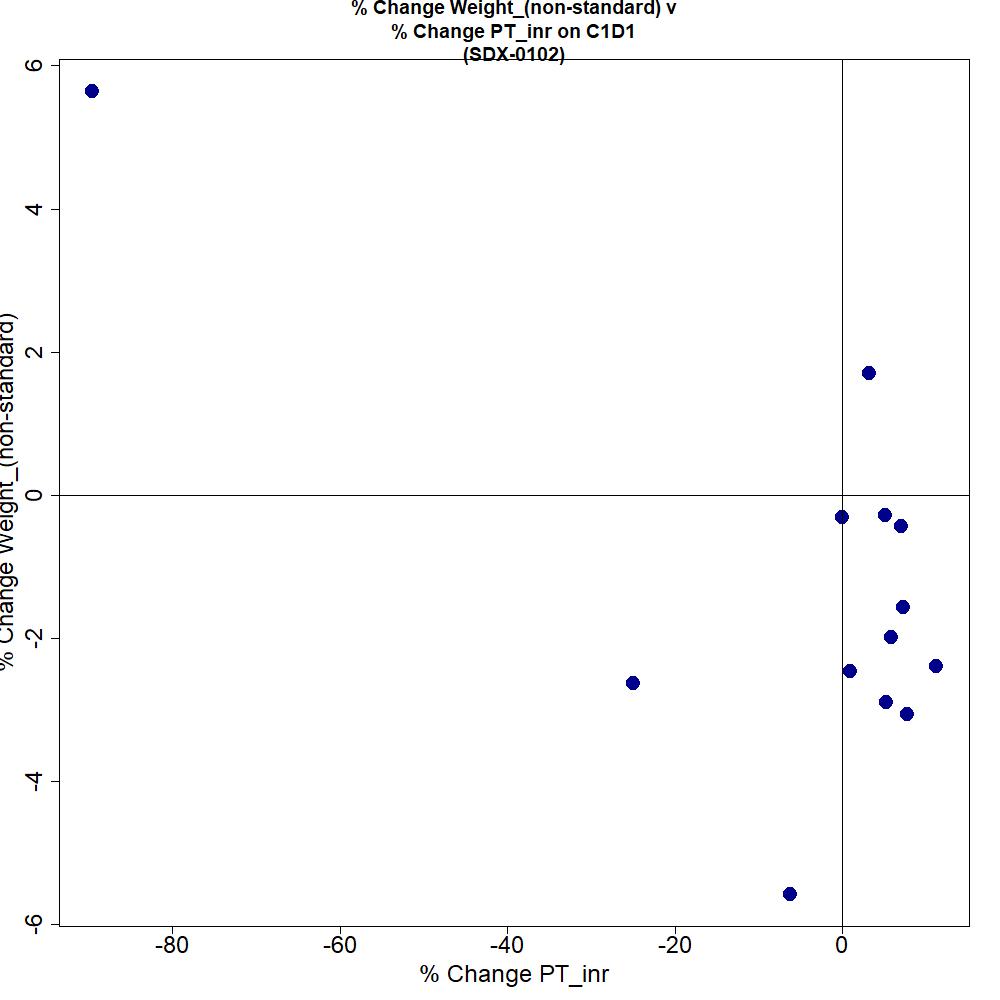 % Change Weight_(non-standard) v
% Change PT_inr on C1D1
(SDX-0102)
6
4
2
0
-2
-4
-6
% Change Weight_(non-standard)
-80
-60
-40
-20
0
% Change PT_inr